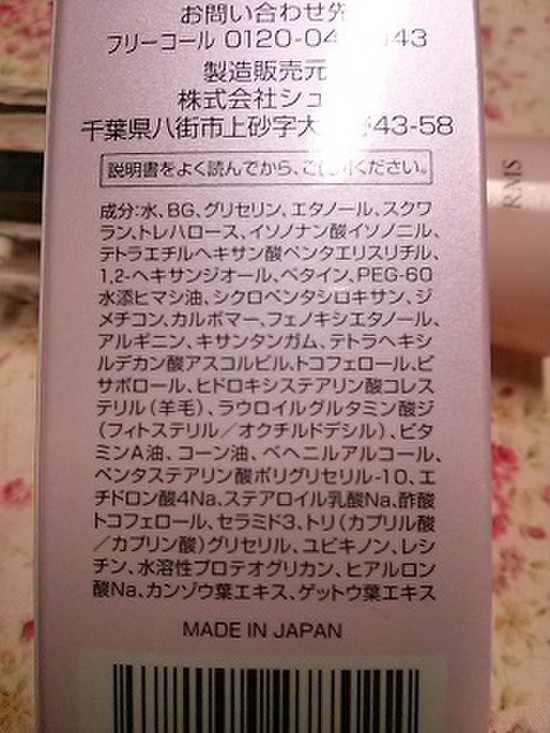 お問い合わせ先
フリーコール 0120-04 43
製造販売元
株式会社シュ
千葉県八街市上砂字大 43-58
説明書をよく読んでから、ご ください。
RMS
成分:水、BG、グリセリン、エタノール、スクワ
ラン、トレハロース、イソノナン酸イソノニル、
テトラエチルヘキサン酸ペンタエリスリチル、
1,2-ヘキサンジオール、ベタイン、PEG-60
水添ヒマシ油、シクロペンタシロキサン、ジ
メチコン、カルボマー、フェノキシエタノール、
アルギニン、キサンタンガム、テトラヘキシ
ルデカン酸アスコルビル、トコフェロール、ビ
サボロール、ヒドロキシステアリン酸コレス
テリル(羊毛)、ラウロイルグルタミン酸ジ
(フィトステリル/オクチルドデシル)、ビタ
ミンA油、コーン油、ベヘニルアルコール、
ペンタステアリン酸ポリグリセリル-10、エ
チドロン酸4Na、ステアロイル乳酸Na、酢酸
トコフェロール、セラミド3、トリ(カプリル酸
/カプリン酸)グリセリル、ユビキノン、レシ
チン、水溶性プロテオグリカン、ヒアルロン
酸Na、カンゾウ葉エキス、ゲットウ葉エキス
MADE IN JAPAN